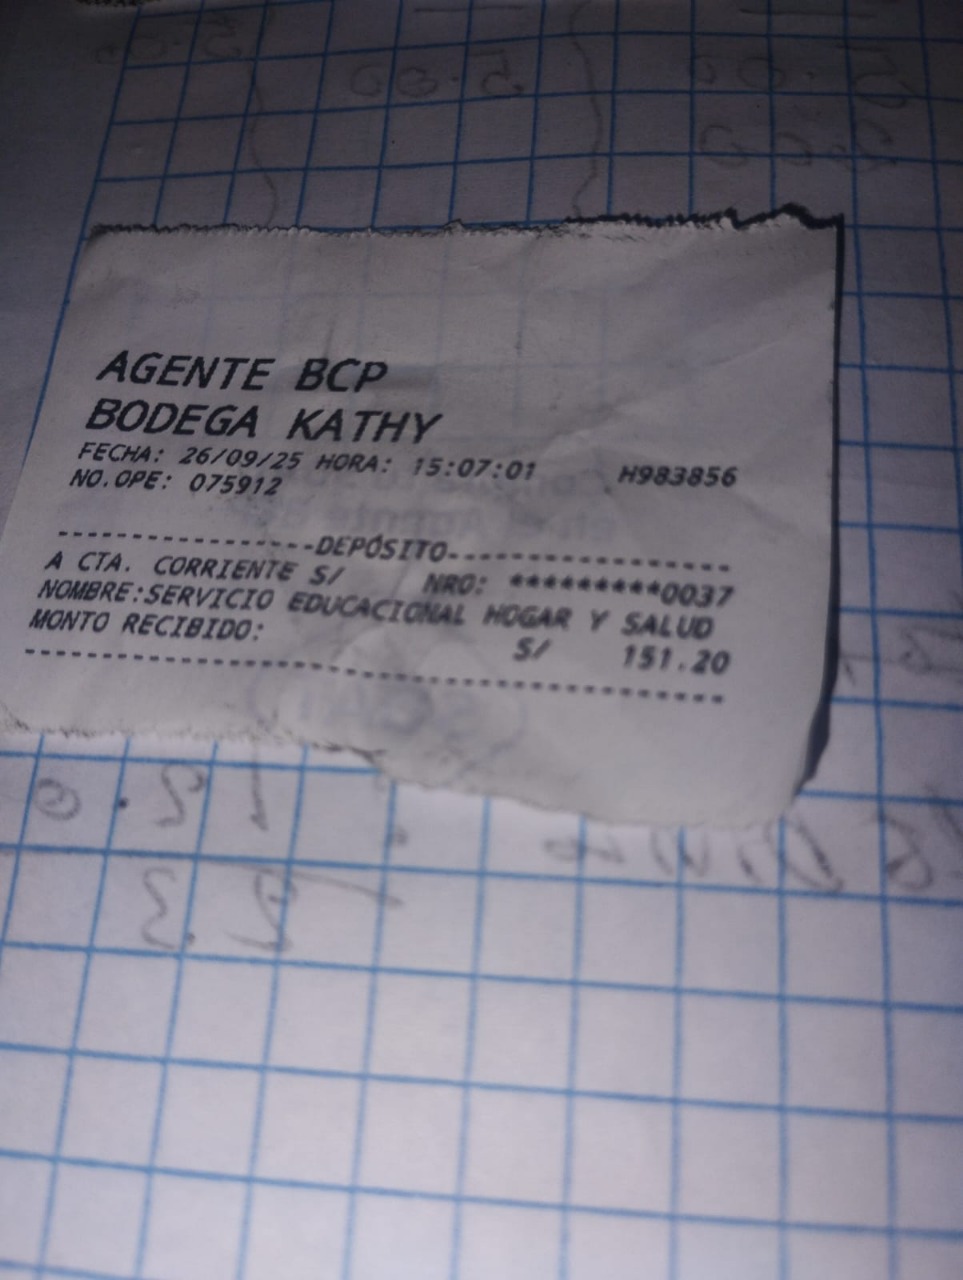 AGENTE BCP
BODEGA KATHY
FECHA: 26/09/25 HORA: 15:07:01 H983856
NO.OPE: 075912
----------------DEPÓSITO-----------------
A CTA. CORRIENTE S/ NRO: *********0037
NOMBRE:SERVICIO EDUCACIONAL HOGAR Y SALUD
MONTO RECIBIDO: S/ 151.20